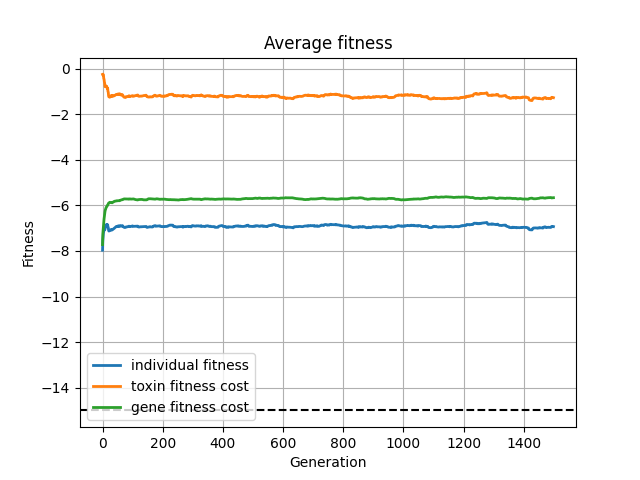 Average fitness
Fitness
0
−2
−4
−6
−8
−10
−12
−14
individual fitness
toxin fitness cost
gene fitness cost
0 200 400 600 800 1000 1200 1400
Generation